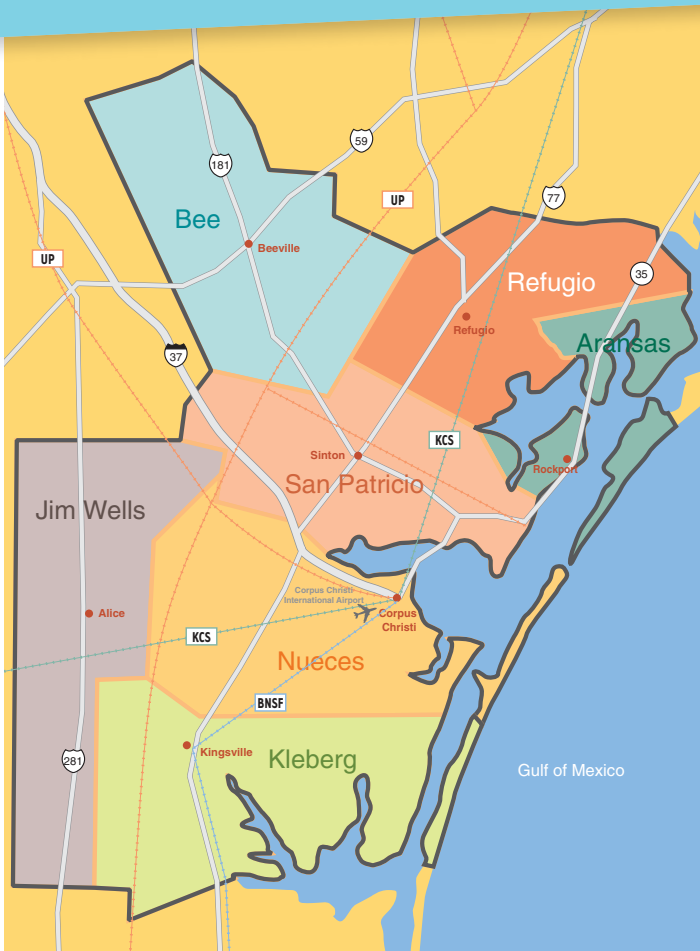 59
181
UP
77
Bee
Beeville
UP
35
Refugio
Refugio
Aransas
37
KCS
Sinton
Rockport
San Patricio
Jim Wells
Corpus Christi
International Airport
Alice
Corpus
Christi
KCS
Nueces
BNSF
Kingsville
Kleberg
281
Gulf of Mexico